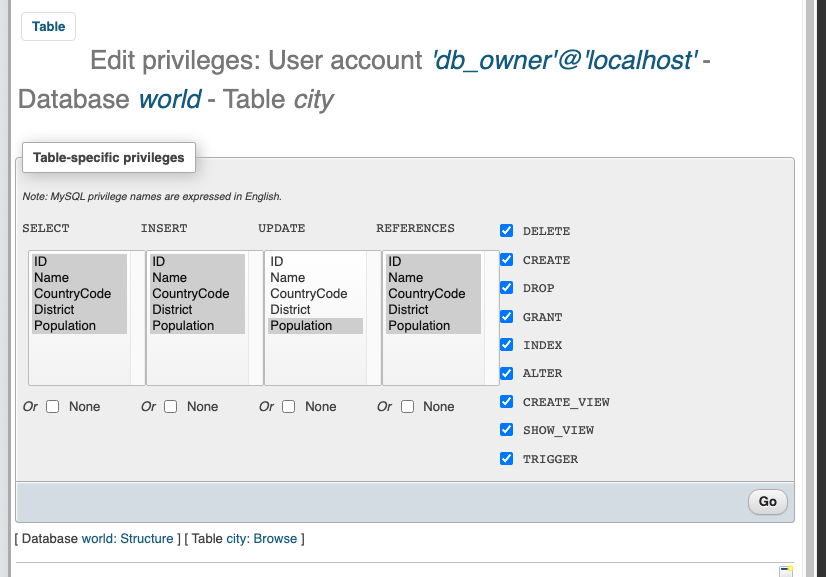 Table
Edit privileges: User account 'db_owner'@'localhost' -
Database world - Table city
Table-specific privileges
Note: MySQL privilege names are expressed in English.
SELECT INSERT UPDATE REFERENCES
ID ID ID ID
Name Name Name Name
CountryCode CountryCode CountryCode CountryCode
District District District District
Population Population Population Population
Or None Or None Or None Or None
DELETE
CREATE
DROP
GRANT
INDEX
ALTER
CREATE_VIEW
SHOW_VIEW
TRIGGER
Go
[ Database world: Structure ] [ Table city: Browse ]